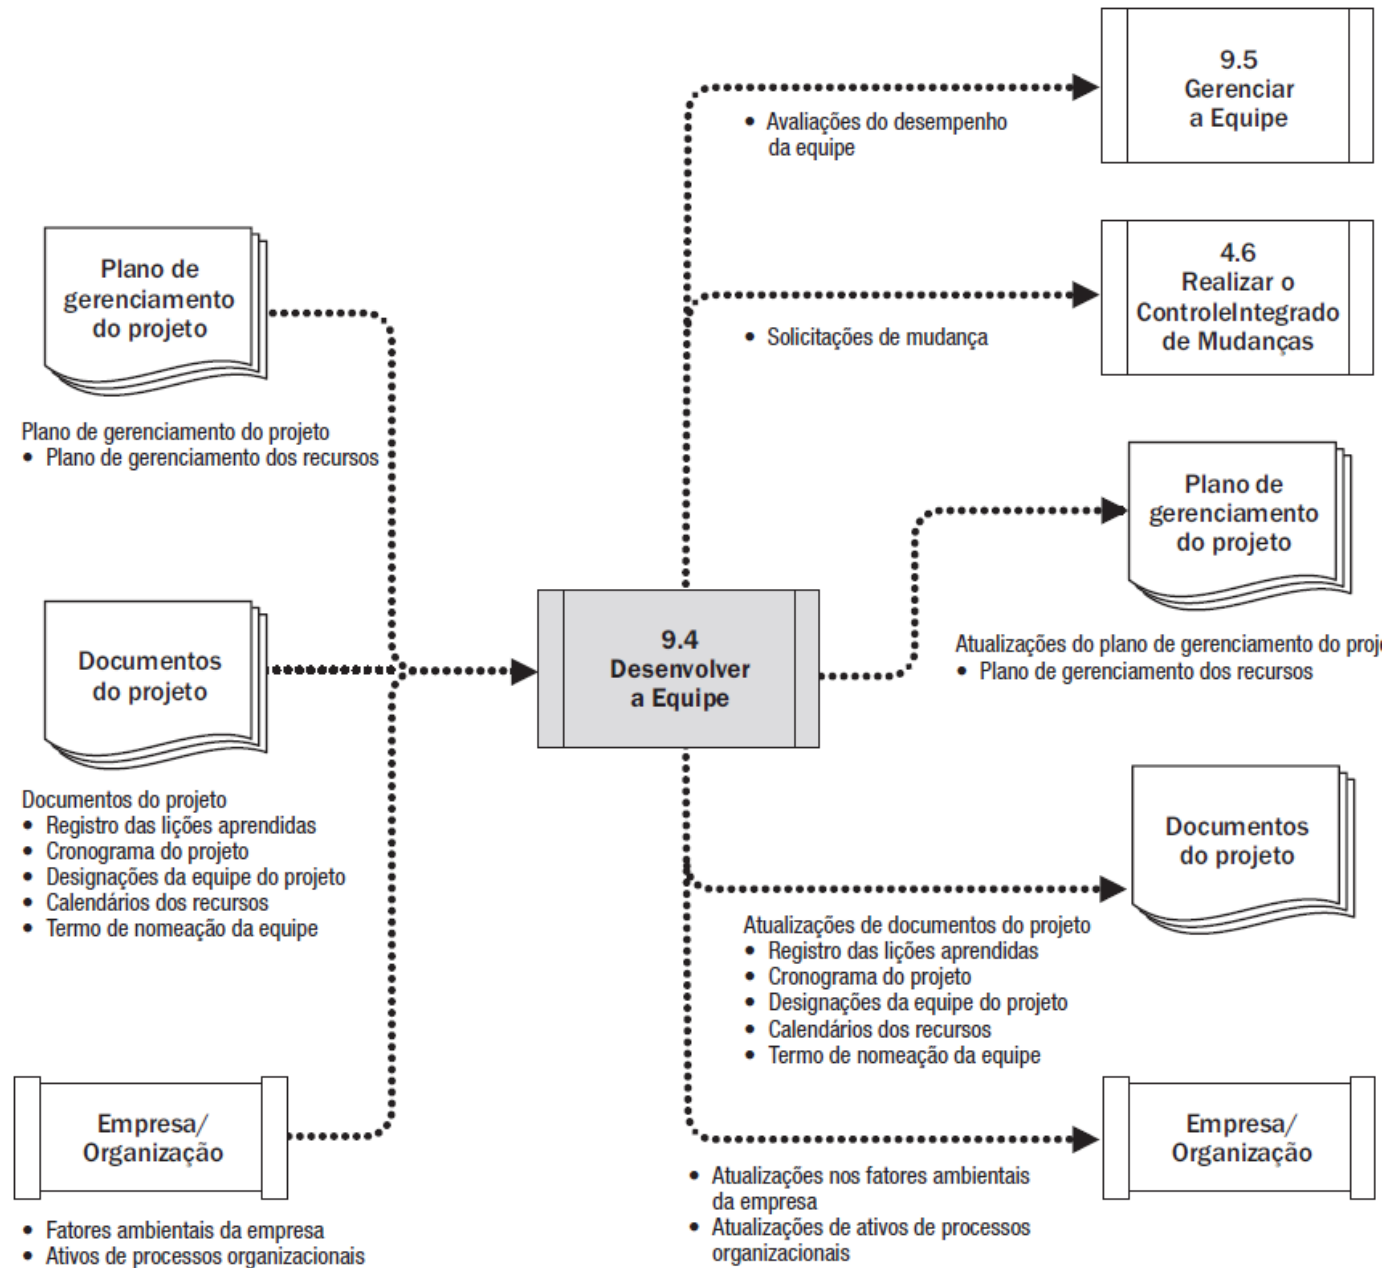 Plano de
gerenciamento
do projeto
Plano de gerenciamento do projeto
• Plano de gerenciamento dos recursos
Documentos
do projeto
Documentos do projeto
• Registro das lições aprendidas
• Cronograma do projeto
• Designações da equipe do projeto
• Calendários dos recursos
• Termo de nomeação da equipe
Empresa/
Organização
• Fatores ambientais da empresa
• Ativos de processos organizacionais
9.4
Desenvolver
a Equipe
• Avaliações do desempenho
da equipe
9.5
Gerenciar
a Equipe
• Solicitações de mudança
4.6
Realizar o
ControleIntegrado
de Mudanças
Plano de
gerenciamento
do projeto
Atualizações do plano de gerenciamento do proje
• Plano de gerenciamento dos recursos
Documentos
do projeto
Atualizações de documentos do projeto
• Registro das lições aprendidas
• Cronograma do projeto
• Designações da equipe do projeto
• Calendários dos recursos
• Termo de nomeação da equipe
Empresa/
Organização
• Atualizações nos fatores ambientais
da empresa
• Atualizações de ativos de processos
organizacionais